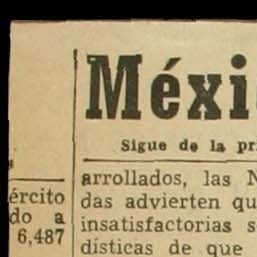 ército
do a
6,487
Méxi
Sigue de la pr
arrollados, las N
das advierten qu
insatisfactorias s
dísticas de que